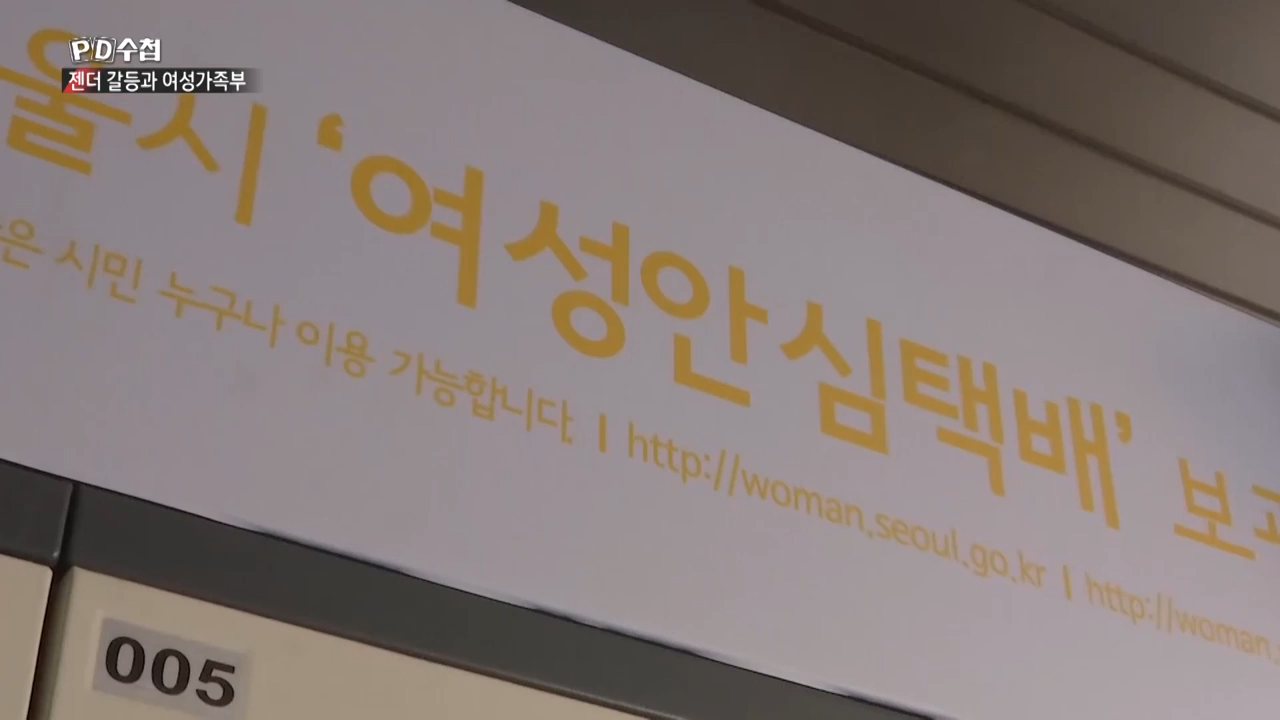 PD수첩
젠더 갈등과 여성가족부
울시 '여성안심택배' 보
은 시민 누구나 이용 가능합니다. | http://woman.seoul.go.kr | http://woman.s
005